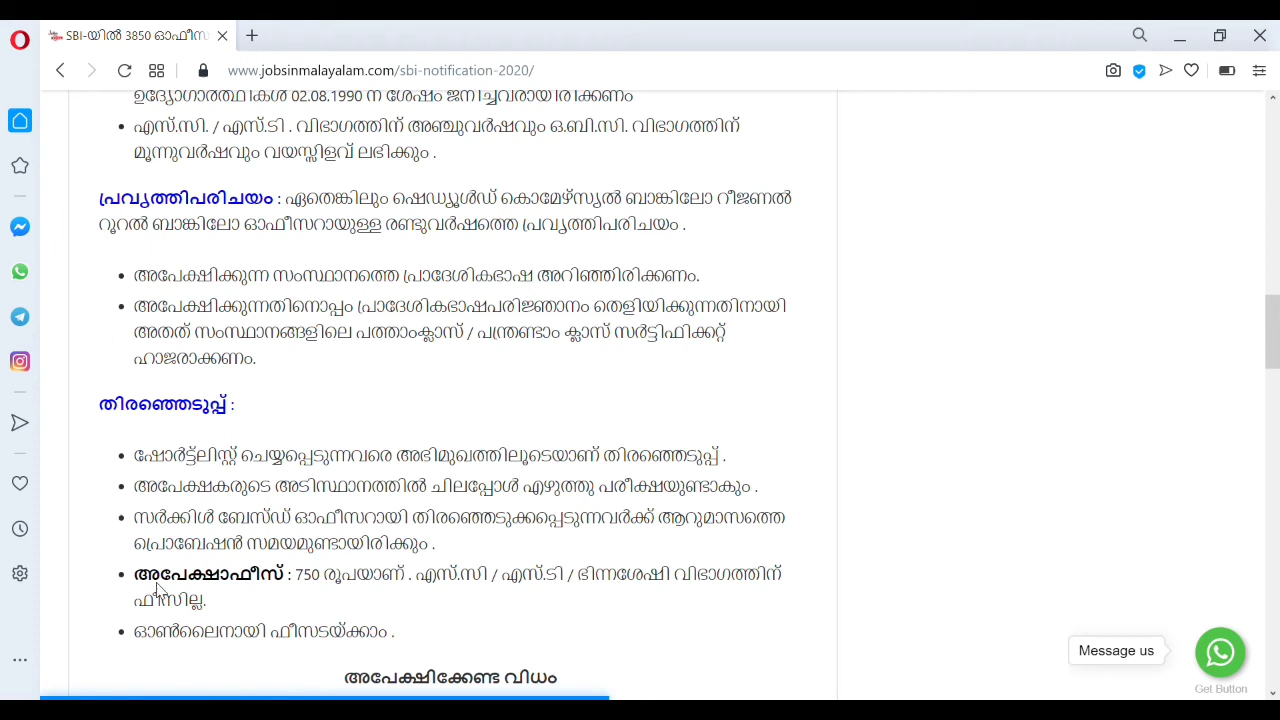 SBI-യിൽ 3850 ഓഫീസ
www.jobsinmalayalam.com/sbi-notification-2020/
ഉദ്യോഗാർത്ഥികൾ 02.08.1990 ന് ശേഷം ജനിച്ചവരായിരിക്കണം
എസ്.സി. / എസ്.ടി . വിഭാഗത്തിന് അഞ്ചുവർഷവും ഒ.ബി.സി. വിഭാഗത്തിന്
മൂന്നുവർഷവും വയസ്സിളവ് ലഭിക്കും .
പ്രവൃത്തിപരിചയം : ഏതെങ്കിലും ഷെഡ്യൂൾഡ് കൊമേഴ്സ്യൽ ബാങ്കിലോ റീജണൽ
റൂറൽ ബാങ്കിലോ ഓഫീസറായുള്ള രണ്ടുവർഷത്തെ പ്രവൃത്തിപരിചയം .
അപേക്ഷിക്കുന്ന സംസ്ഥാനത്തെ പ്രാദേശികഭാഷ അറിഞ്ഞിരിക്കണം.
അപേക്ഷിക്കുന്നതിനൊപ്പം പ്രാദേശികഭാഷപരിജ്ഞാനം തെളിയിക്കുന്നതിനായി
അതത് സംസ്ഥാനങ്ങളിലെ പത്താംക്ലാസ് / പന്ത്രണ്ടാം ക്ലാസ് സർട്ടിഫിക്കറ്റ്
ഹാജരാക്കണം.
തിരഞ്ഞെടുപ്പ് :
ഷോർട്ട്ലിസ്റ്റ് ചെയ്യപ്പെടുന്നവരെ അഭിമുഖത്തിലൂടെയാണ് തിരഞ്ഞെടുപ്പ് .
അപേക്ഷകരുടെ അടിസ്ഥാനത്തിൽ ചിലപ്പോൾ എഴുത്തു പരീക്ഷയുണ്ടാകും .
സർക്കിൾ ബേസ്ഡ് ഓഫീസറായി തിരഞ്ഞെടുക്കപ്പെടുന്നവർക്ക് ആറുമാസത്തെ
പ്രൊബേഷൻ സമയമുണ്ടായിരിക്കും .
അപേക്ഷാഫീസ് : 750 രൂപയാണ് . എസ്.സി / എസ്.ടി / ഭിന്നശേഷി വിഭാഗത്തിന്
ഫീസില്ല.
ഓൺലൈനായി ഫീസടയ്ക്കാം .
Message us
Get Button
അപേക്ഷിക്കേണ്ട വിധം